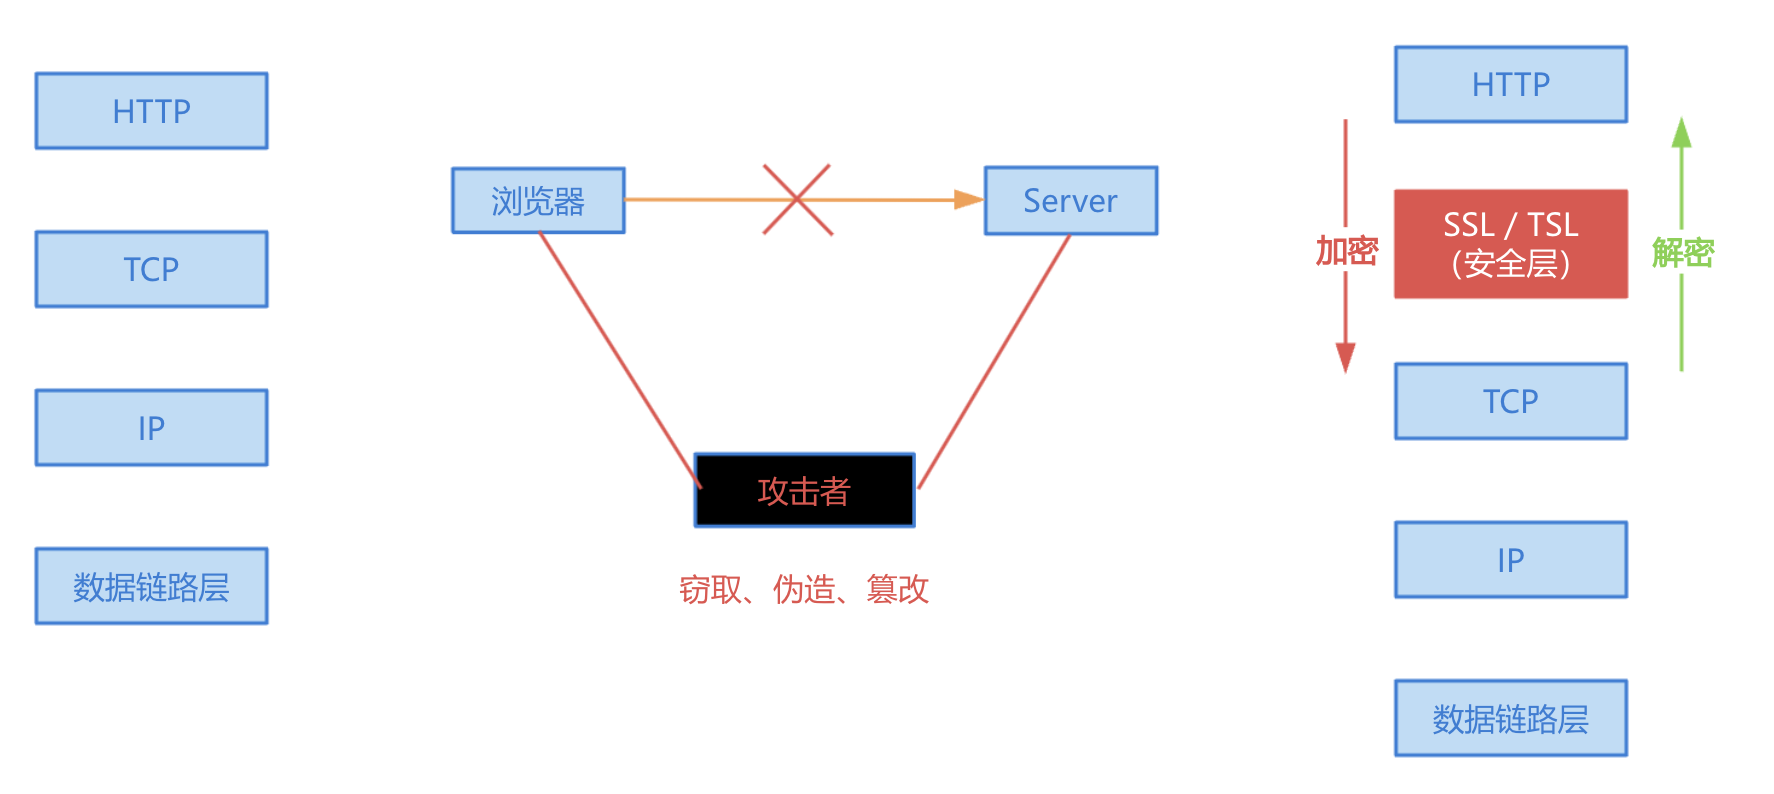 HTTP
TCP
IP
数据链路层
浏览器
Server
攻击者
窃取、伪造、篡改
HTTP
加密
SSL / TSL
(安全层)
解密
TCP
IP
数据链路层